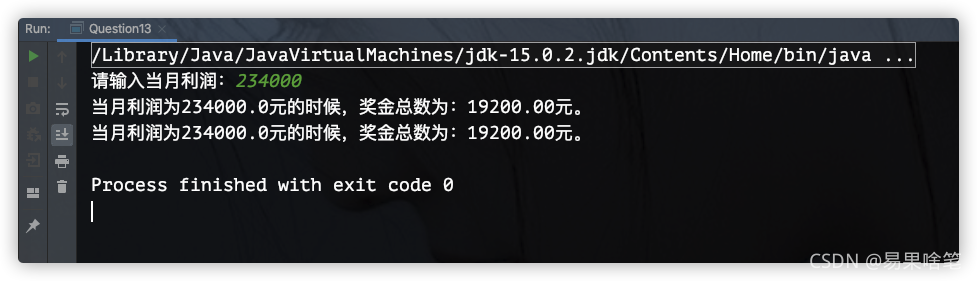 Run: Question13 ×
/Library/Java/JavaVirtualMachines/jdk-15.0.2.jdk/Contents/Home/bin/java ...
请输入当月利润：234000
当月利润为234000.0元的时候，奖金总数为：19200.00元。
当月利润为234000.0元的时候，奖金总数为：19200.00元。
Process finished with exit code 0
CSDN @易果啥笔